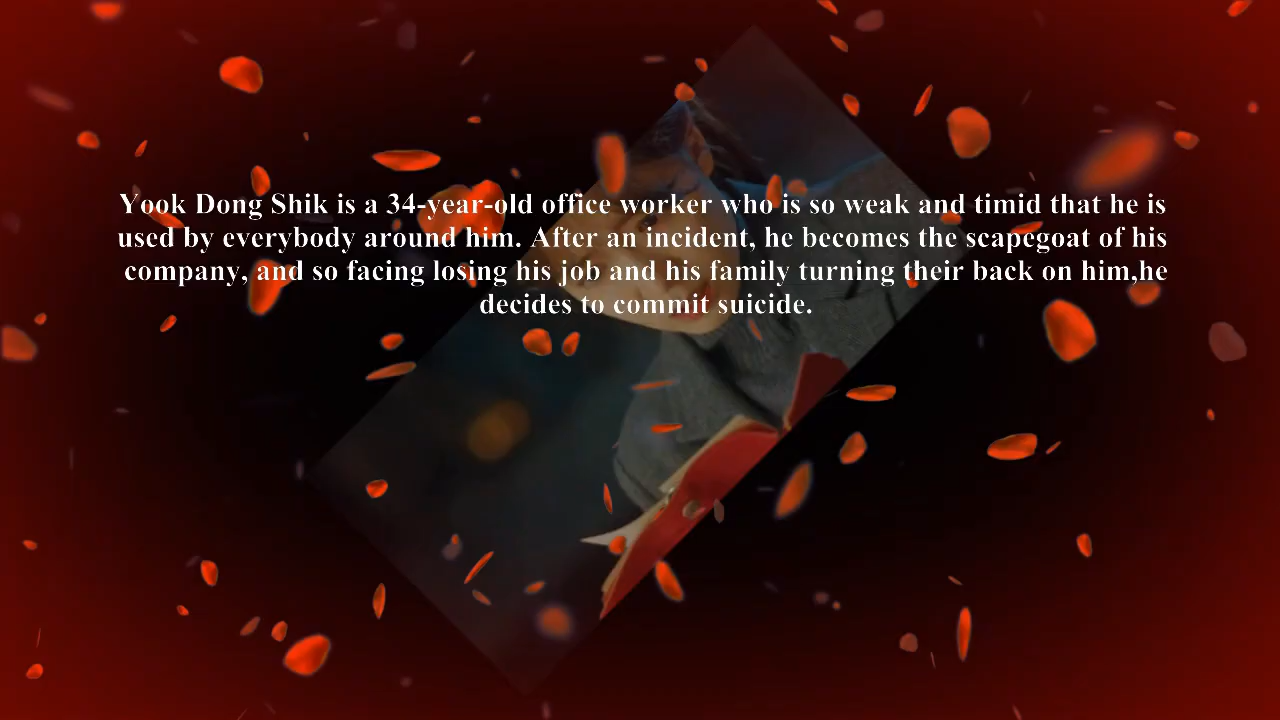 Yook Dong Shik is a 34-year-old office worker who is so weak and timid that he is
used by everybody around him. After an incident, he becomes the scapegoat of his
company, and so facing losing his job and his family turning their back on him,he
decides to commit suicide.